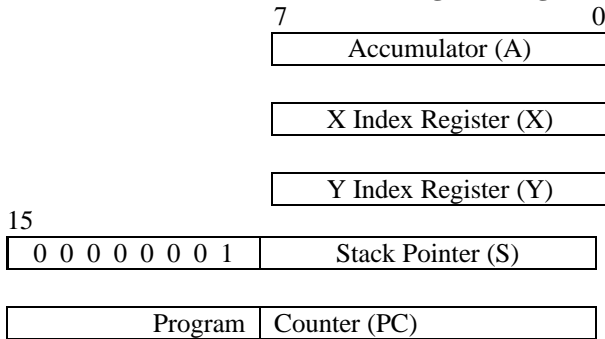 7 0
Accumulator (A)
X Index Register (X)
Y Index Register (Y)
15
0 0 0 0 0 0 0 1 Stack Pointer (S)
Program Counter (PC)